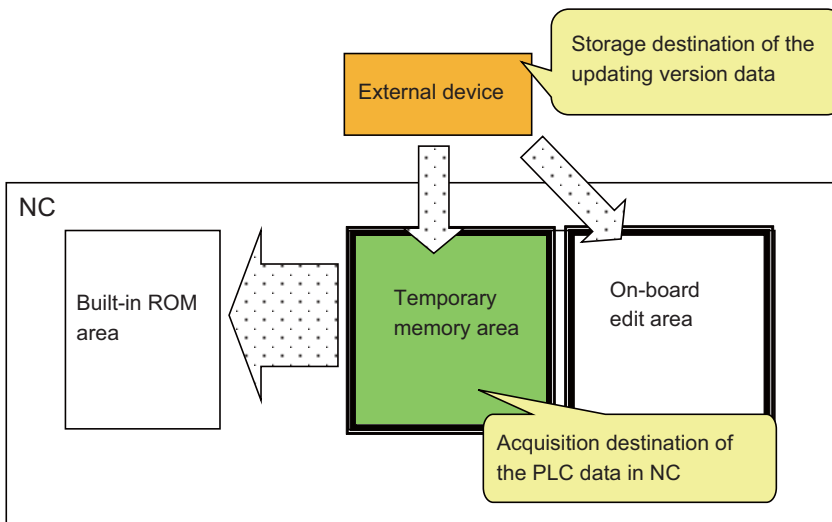 Storage destination of the
updating version data
External device
NC
Built-in ROM
area
Temporary
memory area
On-board
edit area
Acquisition destination of
the PLC data in NC